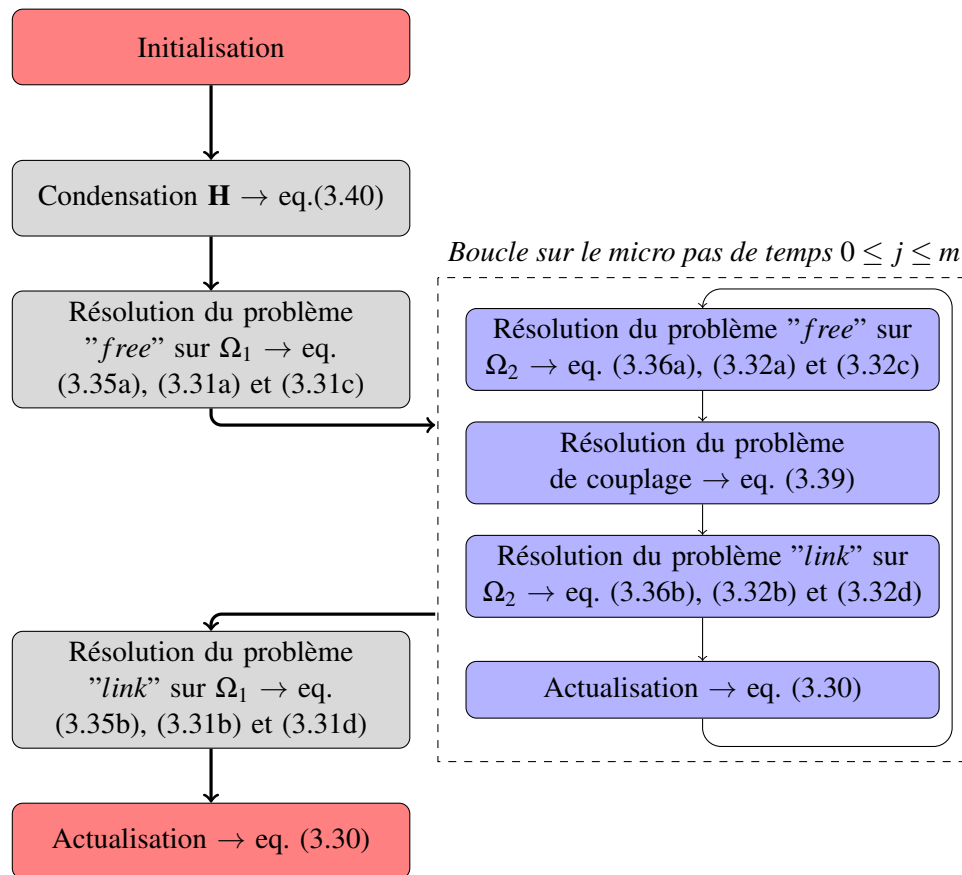 Initialisation
Condensation H → eq.(3.40)
Résolution du problème
”free” sur Ω₁ → eq.
(3.35a), (3.31a) et (3.31c)
Boucle sur le micro pas de temps 0 ≤ j ≤ m
Résolution du problème ”free” sur
Ω₂ → eq. (3.36a), (3.32a) et (3.32c)
Résolution du problème
de couplage → eq. (3.39)
Résolution du problème ”link” sur
Ω₂ → eq. (3.36b), (3.32b) et (3.32d)
Actualisation → eq. (3.30)
Résolution du problème
”link” sur Ω₁ → eq.
(3.35b), (3.31b) et (3.31d)
Actualisation → eq. (3.30)